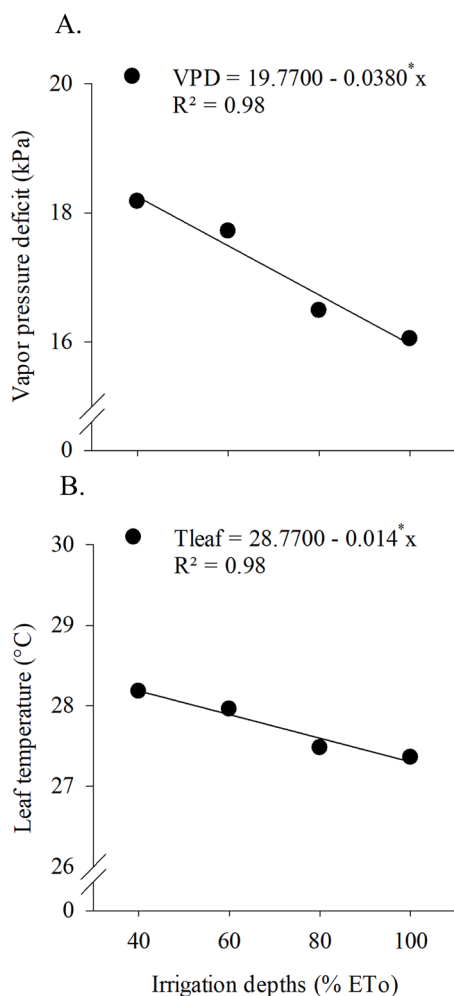 A.
VPD = 19.7700 - 0.0380*x
R² = 0.98
20
18
16
0
Vapor pressure deficit (kPa)
B.
Tleaf = 28.7700 - 0.014*x
R² = 0.98
30
29
28
27
26
0
Leaf temperature (°C)
40 60 80 100
Irrigation depths (% ETo)